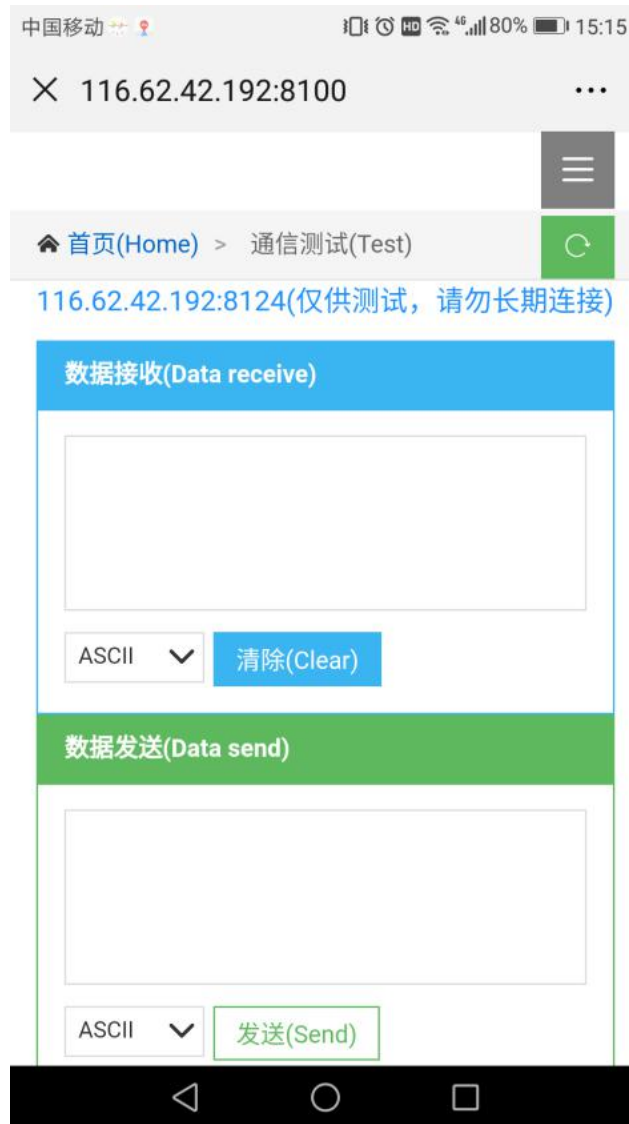 中国移动 HD 46 80% 15:15
116.62.42.192:8100
首页(Home) > 通信测试(Test)
116.62.42.192:8124(仅供测试，请勿长期连接)
数据接收(Data receive)
ASCII 清除(Clear)
数据发送(Data send)
ASCII 发送(Send)